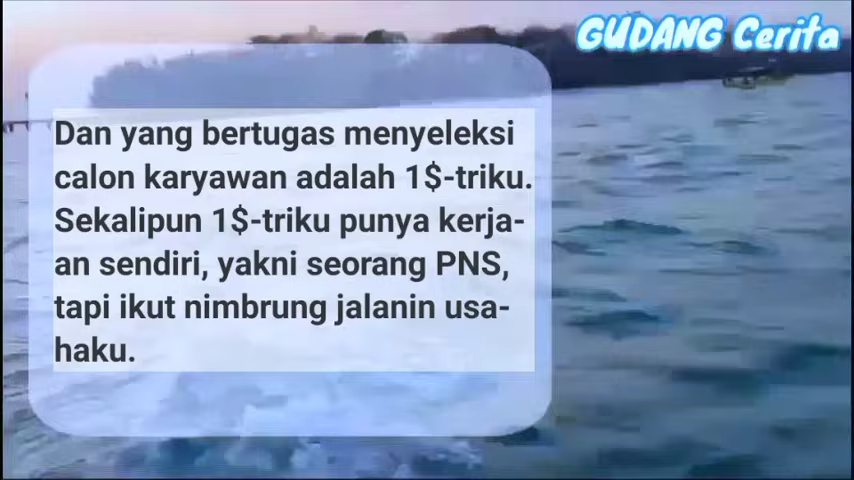 GUDANG Cerita
Dan yang bertugas menyeleksi
calon karyawan adalah 1$-triku.
Sekalipun 1$-triku punya kerja-
an sendiri, yakni seorang PNS,
tapi ikut nimbrung jalanin usa-
haku.